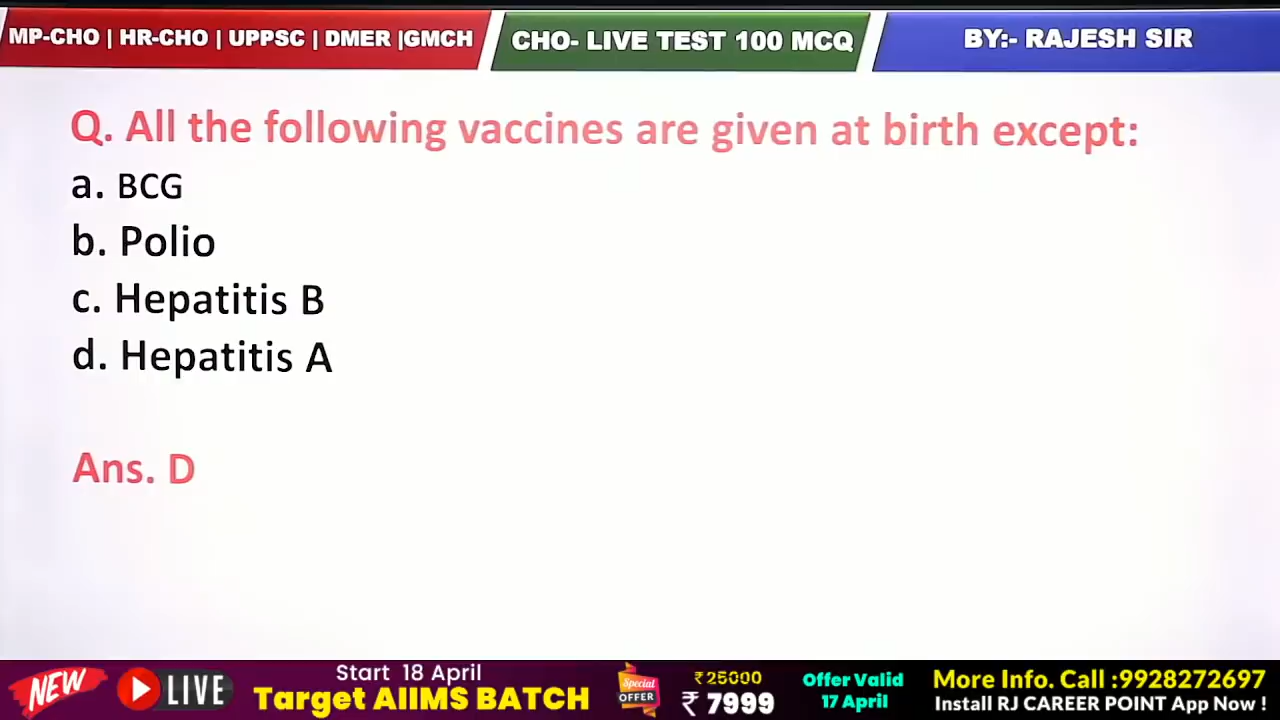 MP-CHO | HR-CHO | UPPSC | DMER |GMCH
CHO- LIVE TEST 100 MCQ
BY:- RAJESH SIR
Q. All the following vaccines are given at birth except:
a. BCG
b. Polio
c. Hepatitis B
d. Hepatitis A
Ans. D
NEW
LIVE
Start 18 April
Target AIIMS BATCH
Special
OFFER
₹25000
₹ 7999
Offer Valid
17 April
More Info. Call :9928272697
Install RJ CAREER POINT App Now !